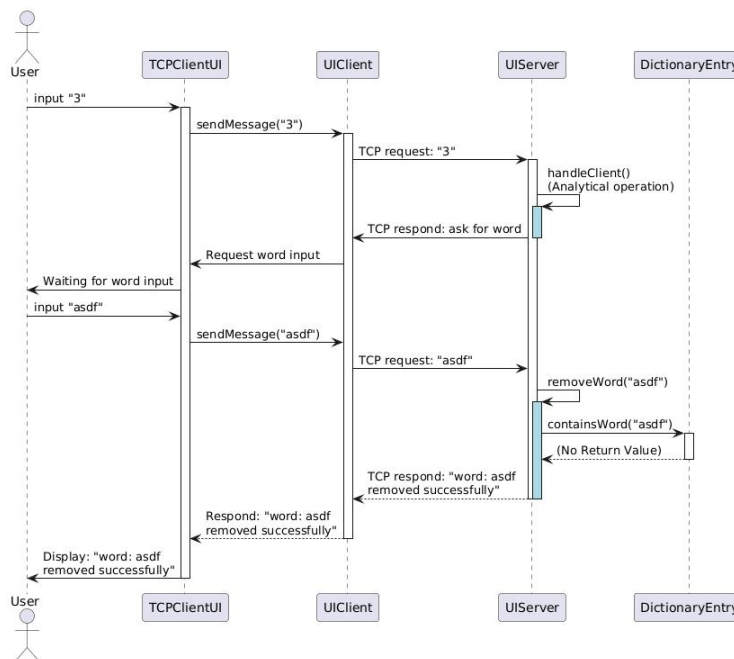 User
TCPClientUI
UIClient
UIServer
DictionaryEntry
input "3"
sendMessage("3")
TCP request: "3"
handleClient()
(Analytical operation)
TCP respond: ask for word
Request word input
Waiting for word input
input "asdf"
sendMessage("asdf")
TCP request: "asdf"
removeWord("asdf")
containsWord("asdf")
(No Return Value)
TCP respond: "word: asdf
removed successfully"
Respond: "word: asdf
removed successfully"
Display: "word: asdf
removed successfully"
User
TCPClientUI
UIClient
UIServer
DictionaryEntry